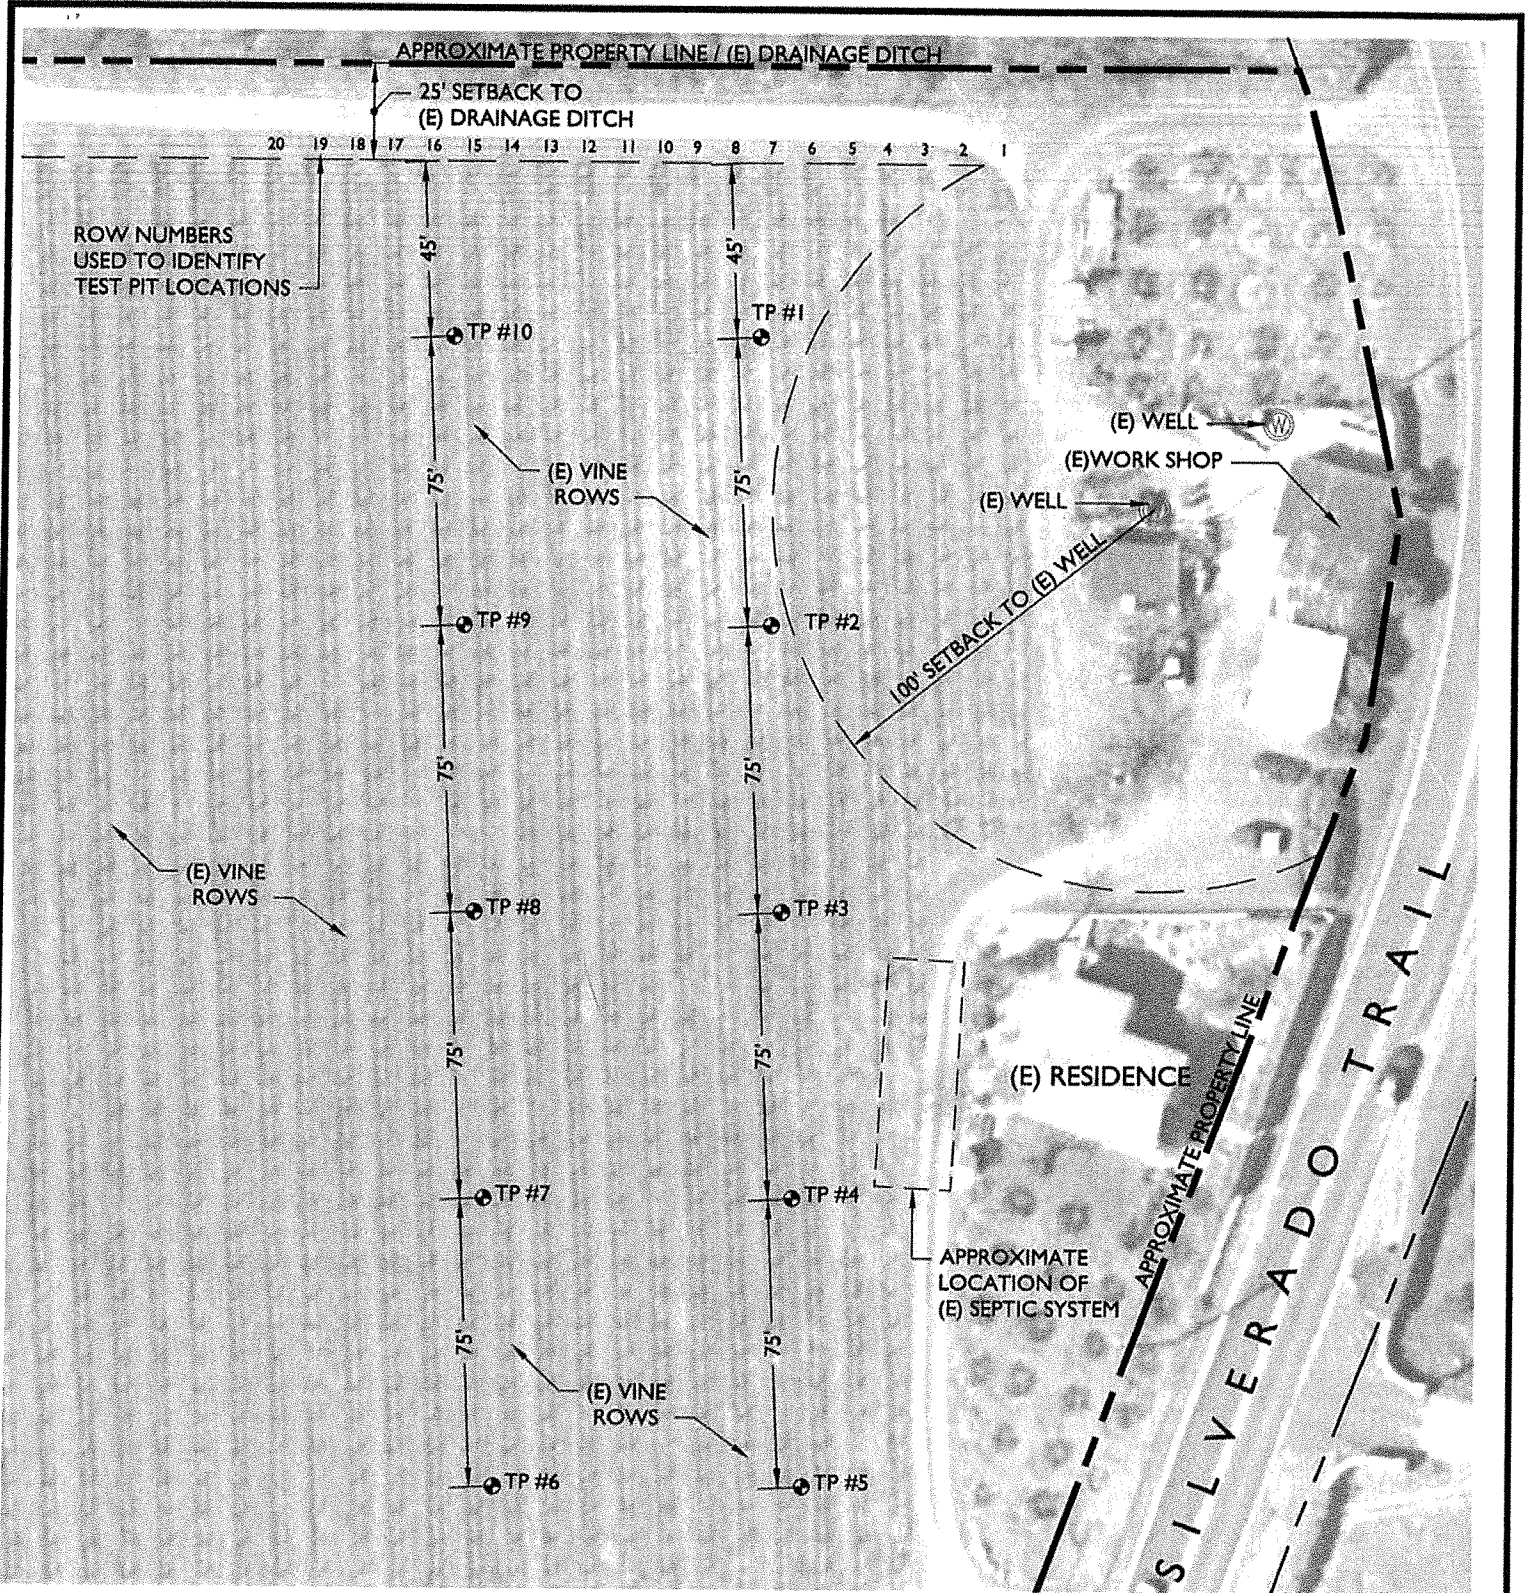 APPROXIMATE PROPERTY LINE / (E) DRAINAGE DITCH
25' SETBACK TO
(E) DRAINAGE DITCH
20 19 18 17 16 15 14 13 12 11 10 9 8 7 6 5 4 3 2 1
ROW NUMBERS
USED TO IDENTIFY
TEST PIT LOCATIONS
45'
45'
TP #10
TP #1
(E) WELL
(E)WORK SHOP
(E) WELL
(E) VINE
ROWS
75'
75'
100' SETBACK TO (E) WELL
TP #9
TP #2
75'
75'
(E) VINE
ROWS
TP #8
TP #3
75'
75'
(E) RESIDENCE
APPROXIMATE PROPERTY LINE
SILVERADO TRAIL
TP #7
TP #4
APPROXIMATE
LOCATION OF
(E) SEPTIC SYSTEM
75'
75'
(E) VINE
ROWS
TP #6
TP #5
W